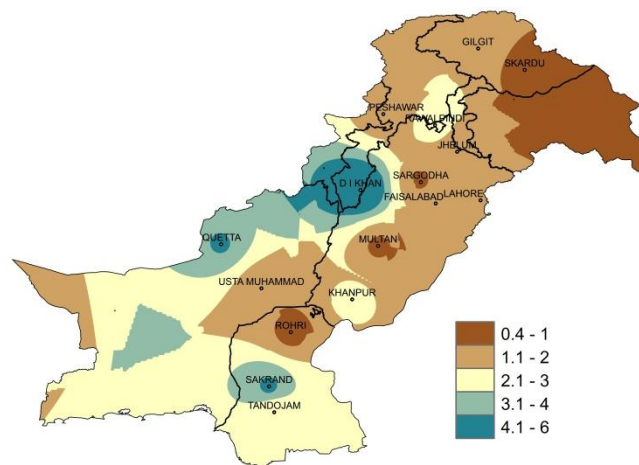 GILGIT
SKARDU
PESHAWAR
RAWALPINDI
JHELUM
D I KHAN
SARGODHA
FAISALABAD
LAHORE
QUETTA
MULTAN
USTA MUHAMMAD
KHANPUR
ROHRI
SAKRAND
TANDOJAM
0.4 - 1
1.1 - 2
2.1 - 3
3.1 - 4
4.1 - 6